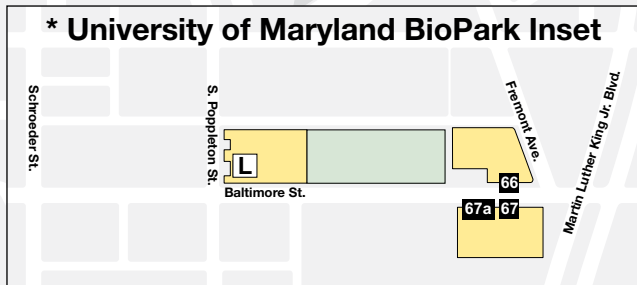 * University of Maryland BioPark Inset
Schroeder St.
S. Poppleton St.
Fremont Ave.
Martin Luther King Jr. Blvd.
L
Baltimore St.
66
67a 67